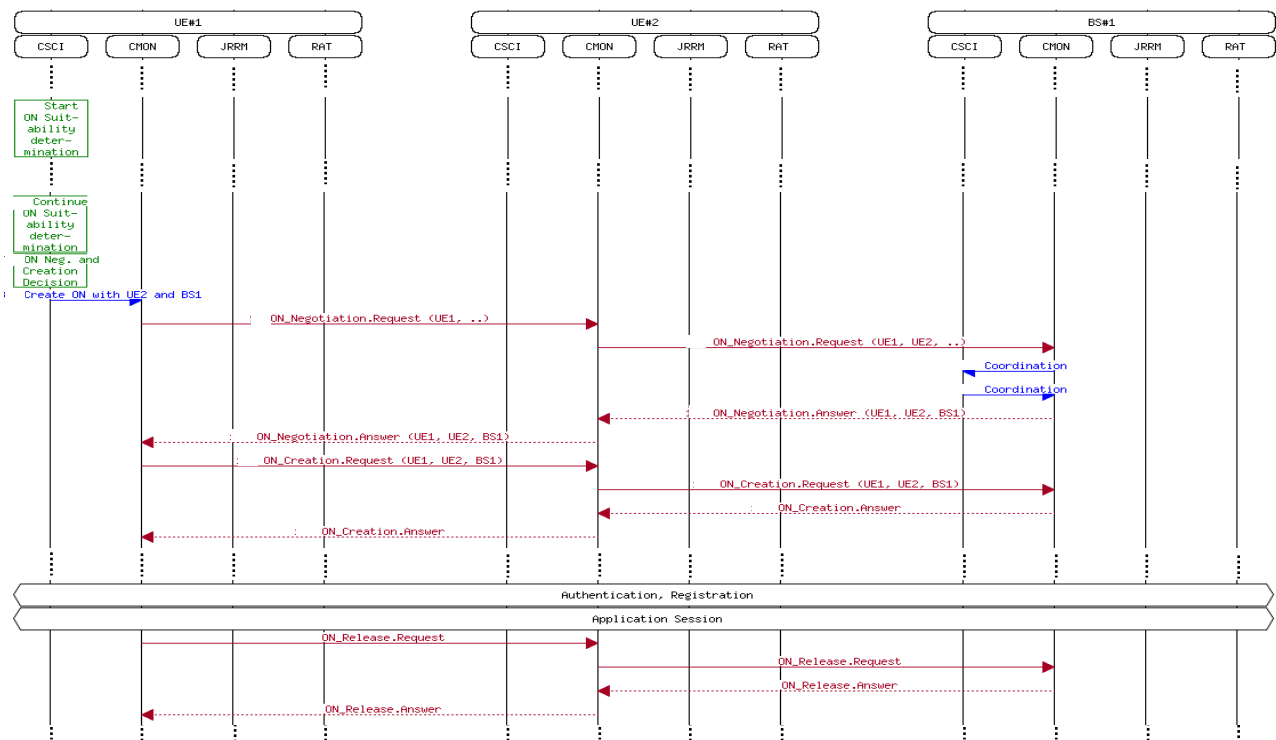 UE#1 UE#2 BS#1
CSCI CMON JRRM RAT CSCI CMON JRRM RAT CSCI CMON JRRM RAT
Start
ON Suit-
ability
deter-
mination
Continue
ON Suit-
ability
deter-
mination
ON Neg. and
Creation
Decision
Create ON with UE2 and BS1
ON_Negotiation.Request (UE1, ..)
ON_Negotiation.Request (UE1, UE2, ..)
Coordination
Coordination
ON_Negotiation.Answer (UE1, UE2, BS1)
ON_Negotiation.Answer (UE1, UE2, BS1)
ON_Creation.Request (UE1, UE2, BS1)
ON_Creation.Request (UE1, UE2, BS1)
ON_Creation.Answer
ON_Creation.Answer
Authentication, Registration
Application Session
ON_Release.Request
ON_Release.Request
ON_Release.Answer
ON_Release.Answer